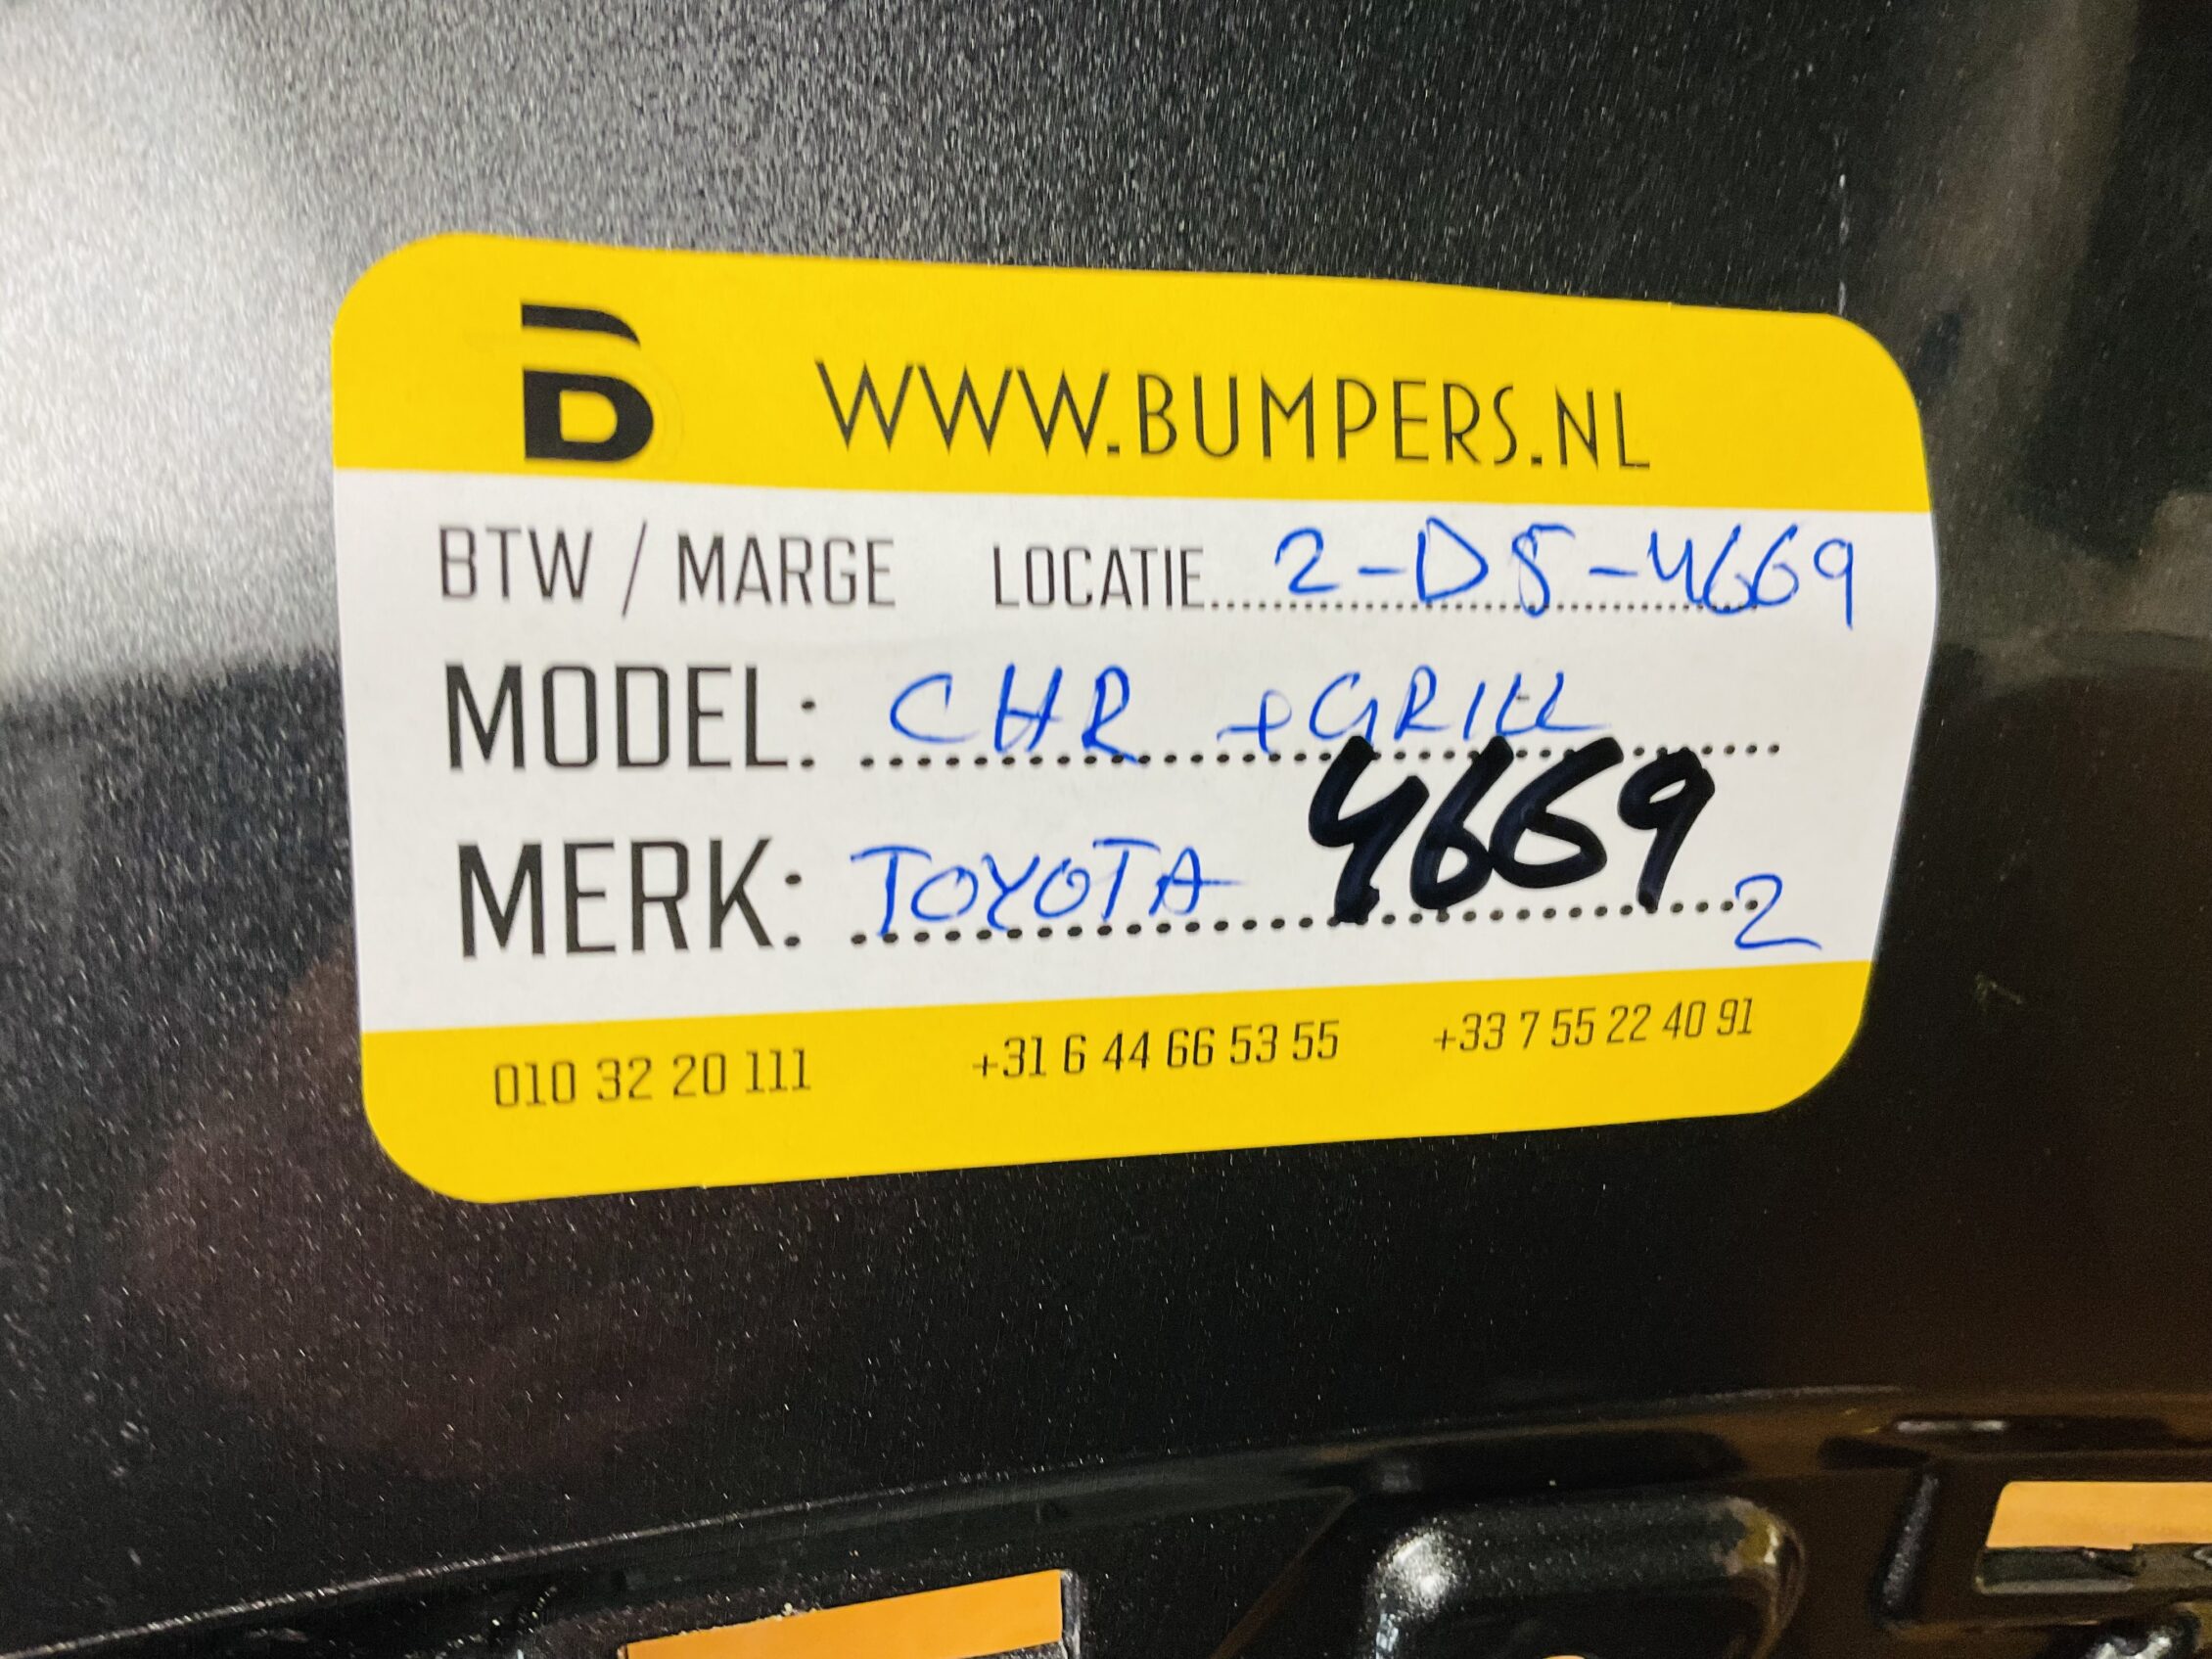 B WWW.BUMPERS.NL
BTW / MARGE LOCATIE 2-D5-4669
MODEL: CHR +GRILL
MERK: TOYOTA 4669 2
010 32 20 111 +31 6 44 66 53 55 +33 7 55 22 40 91